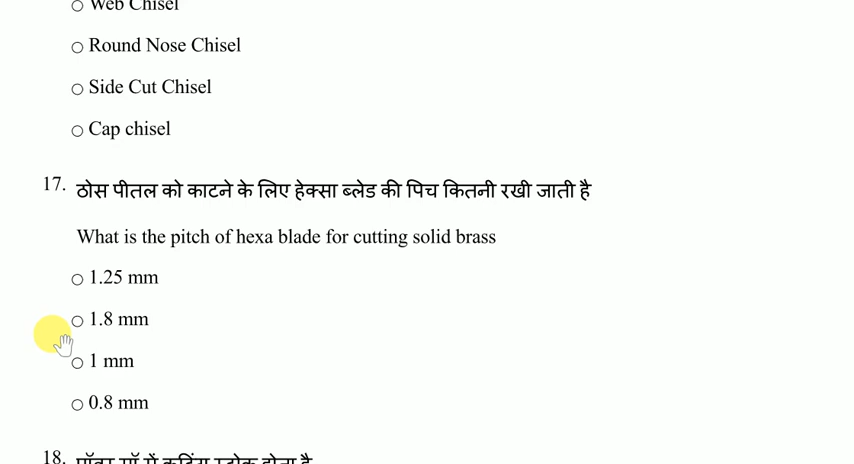 Web Chisel
Round Nose Chisel
Side Cut Chisel
Cap chisel
17. ठोस पीतल को काटने के लिए हेक्सा ब्लेड की पिच कितनी रखी जाती है
What is the pitch of hexa blade for cutting solid brass
1.25 mm
1.8 mm
1 mm
0.8 mm
18. पॉवर सॉ में कटिंग स्ट्रोक होता है